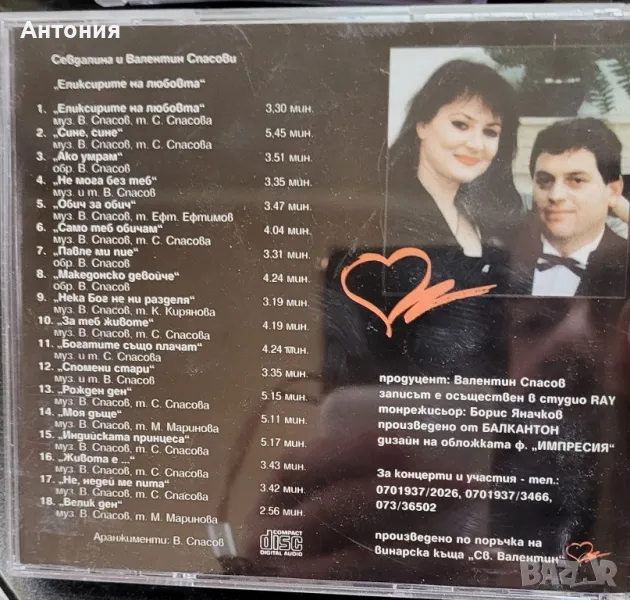 Антония
Севдалина и Валентин Спасови
„Еликсирите на любовта“
1. „Еликсирите на любовта“ 3,30 мин.
муз. В. Спасов, т. С. Спасова
2. „Сине, сине“ 5,45 мин.
муз. В. Спасов, т. С. Спасова
3. „Ако умрам“ 3.51 мин.
обр. В. Спасов
4. „Не мога без теб“ 3.35 мин.
муз. и т. В. Спасов
5. „Обич за обич“ 3.47 мин.
муз. В. Спасов, т. Ефт. Ефтимов
6. „Само теб обичам“ 4.04 мин.
муз. В. Спасов, т. С. Спасова
7. „Павле ми пие“ 3.31 мин.
обр. В. Спасов
8. „Македонско девойче“ 4.24 мин.
обр. В. Спасов
9. „Нека Бог не ни разделя“ 3.19 мин.
муз. В. Спасов, т. К. Кирянова
10. „За теб животе“ 4.19 мин.
муз. В. Спасов, т. С. Спасова
11. „Богатите също плачат“ 4.24 мин.
муз. и т. С. Спасова
12. „Спомени стари“ 3.35 мин.
муз. и т. В. Спасов
13. „Рожден ден“ 5.15 мин.
муз. В. Спасов, т. С. Спасова
14. „Моя дъще“ 5.11 мин.
муз. В. Спасов, т. М. Маринова
15. „Индийската принцеса“ 5.17 мин.
муз. В. Спасов, т. С. Спасова
16. „Живота е ...“ 3.43 мин.
муз. В. Спасов, т. С. Спасова
17. „Не, недей ме пита“ 3.42 мин.
муз. В. Спасов, т. С. Спасова
18. „Велик ден“ 2.56 мин.
муз. В. Спасов, т. М. Маринова
Аранжименти: В. Спасов
COMPACT
disc
DIGITAL AUDIO
продуцент: Валентин Спасов
записът е осъществен в студио RAY
тонрежисьор: Борис Яначков
произведено от БАЛКАНТОН
дизайн на обложката ф. „ИМПРЕСИЯ“
За концерти и участия - тел.:
0701937/2026, 0701937/3466,
073/36502
произведено по поръчка на
винарска къща „Св. Валентин“
BAZAR